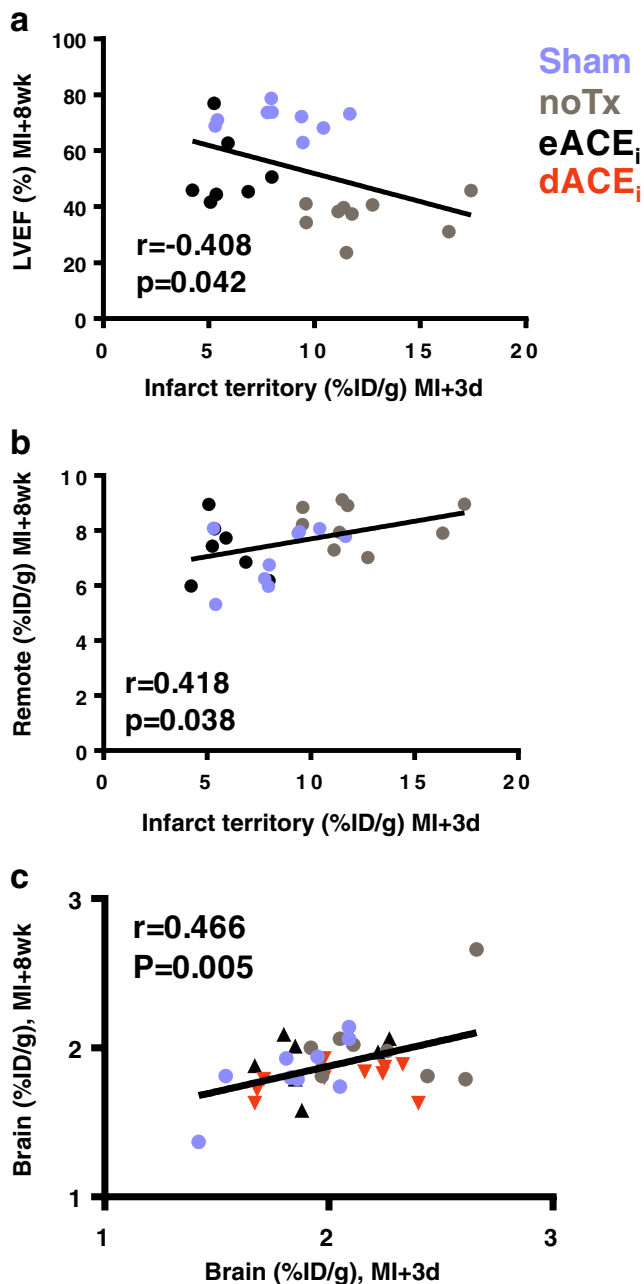 a
LVEF (%) MI+8wk
100
80
60
40
20
0
r=-0.408
p=0.042
0 5 10 15 20
Infarct territory (%ID/g) MI+3d
Sham
noTx
eACEi
dACEi
b
Remote (%ID/g) MI+8wk
10
8
6
4
2
0
r=0.418
p=0.038
0 5 10 15 20
Infarct territory (%ID/g) MI+3d
c
Brain (%ID/g), MI+8wk
3
2
1
r=0.466
P=0.005
1 2 3
Brain (%ID/g), MI+3d